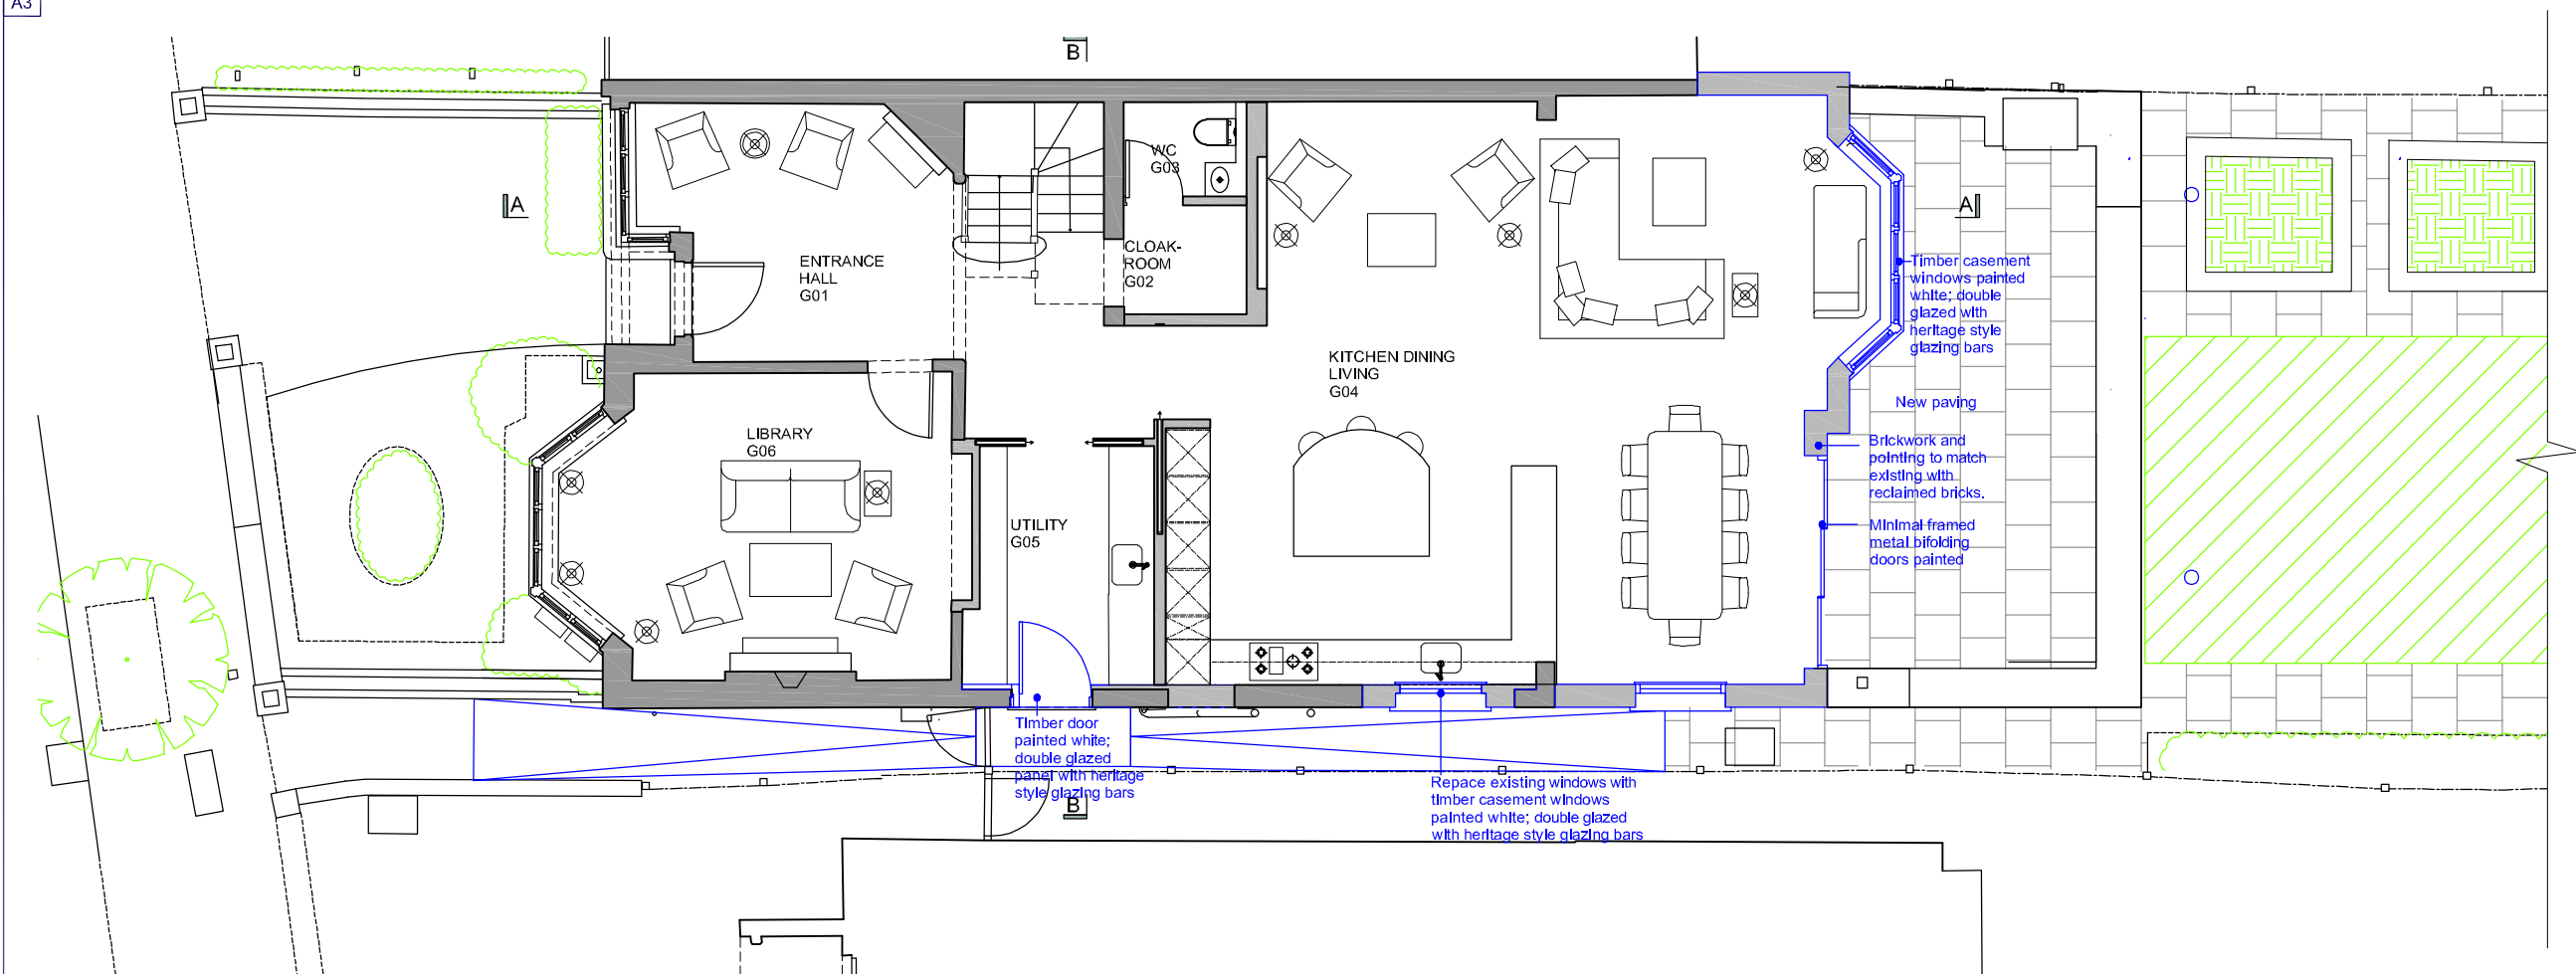 A3
B
A
ENTRANCE
HALL
G01
WC
G03
CLOAK-
ROOM
G02
A
Timber casement
windows painted
white; double
glazed with
heritage style
glazing bars
KITCHEN DINING
LIVING
G04
New paving
LIBRARY
G06
Brickwork and
pointing to match
existing with
reclaimed bricks.
UTILITY
G05
Minimal framed
metal bifolding
doors painted
Timber door
painted white;
double glazed
panel with heritage
style glazing bars
B
Repace existing windows with
timber casement windows
painted white; double glazed
with heritage style glazing bars